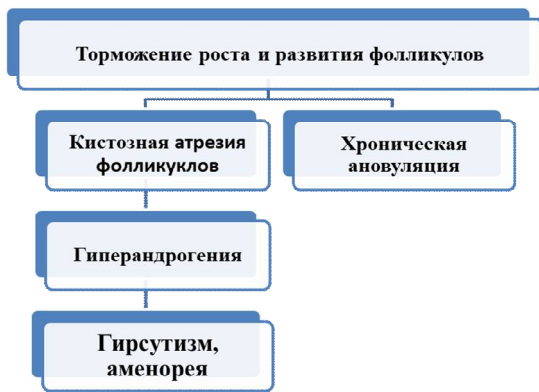 Торможение роста и развития фолликулов
Кистозная атрезия
фолликуклов
Хроническая
ановуляция
Гиперандрогения
Гирсутизм,
аменорея